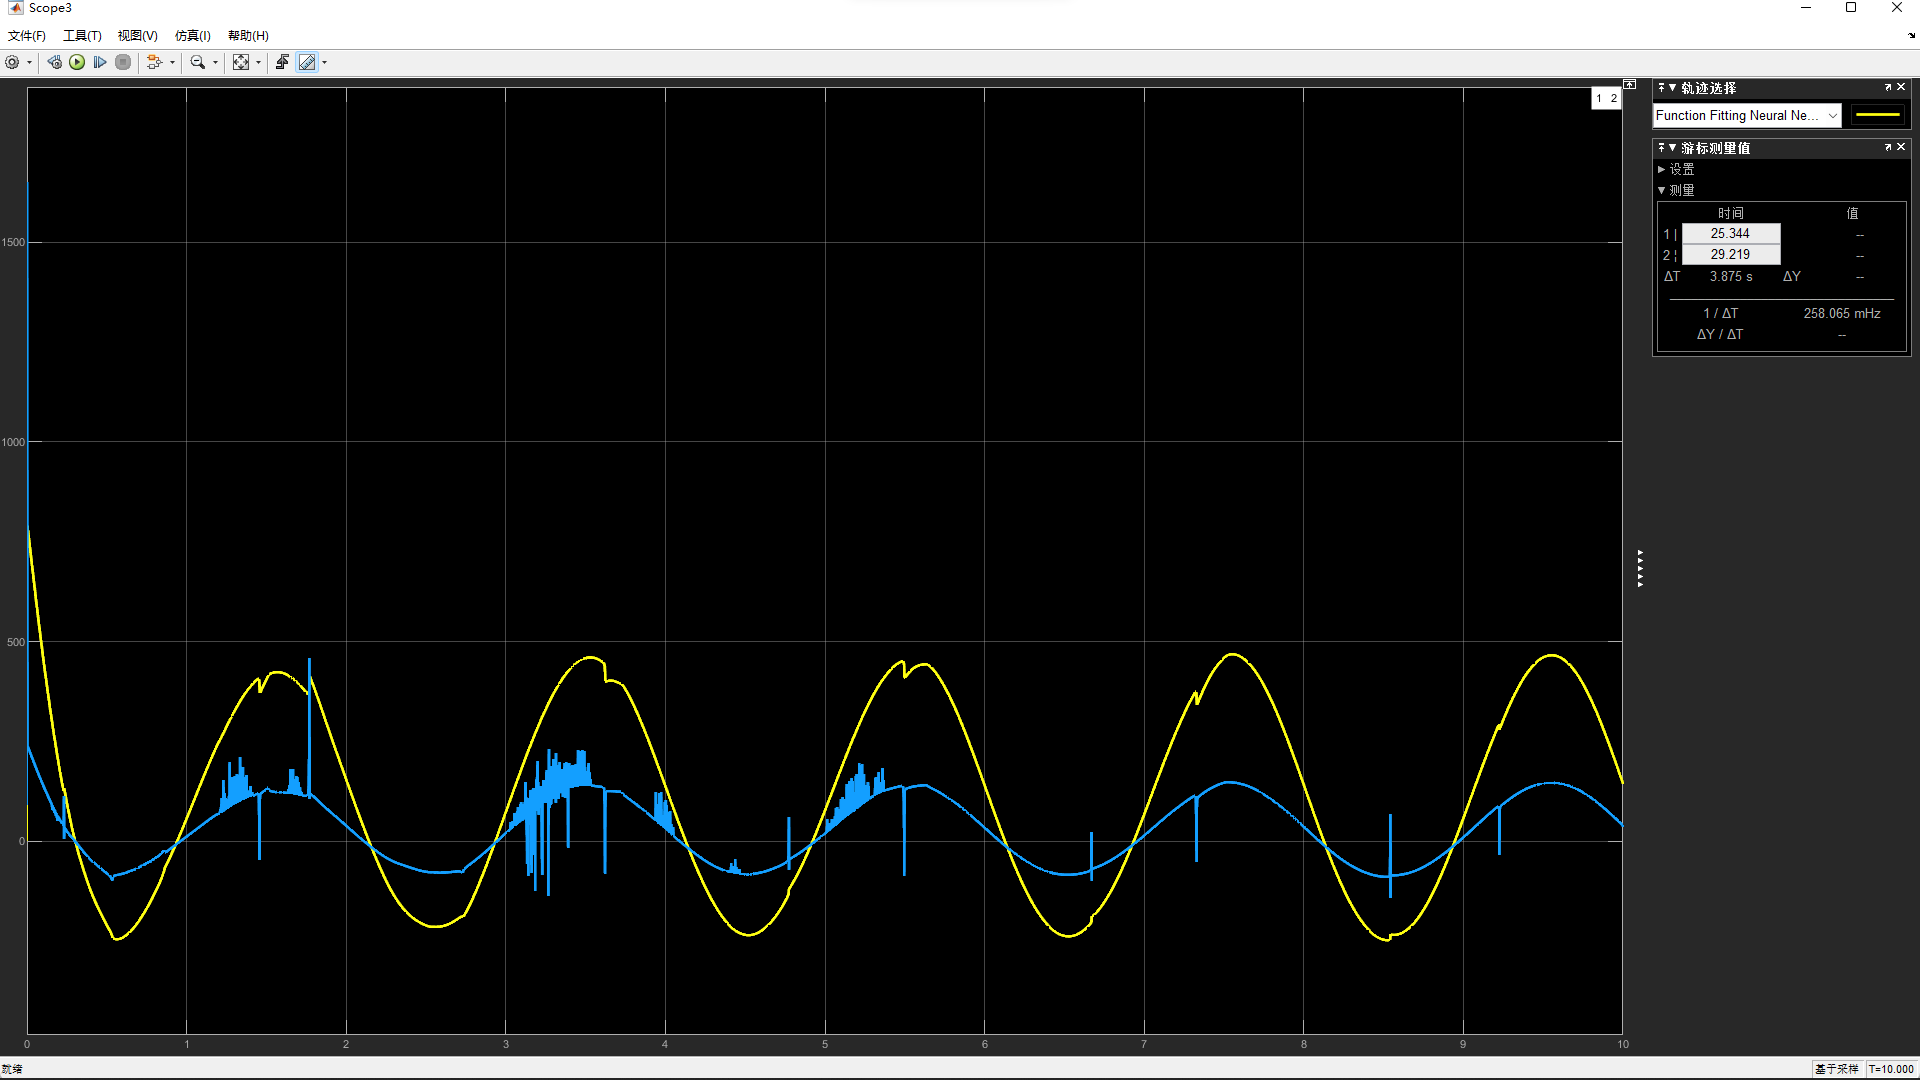 Scope3
文件(F) 工具(T) 视图(V) 仿真(I) 帮助(H)
1 2
1500
1000
500
0
0 1 2 3 4 5 6 7 8 9 10
轨迹选择
Function Fitting Neural Ne...
游标测量值
设置
测量
时间 值
1 | 25.344 --
2 ¦ 29.219 --
ΔT 3.875 s ΔY --
1 / ΔT 258.065 mHz
ΔY / ΔT --
就绪
基于采样 T=10.000